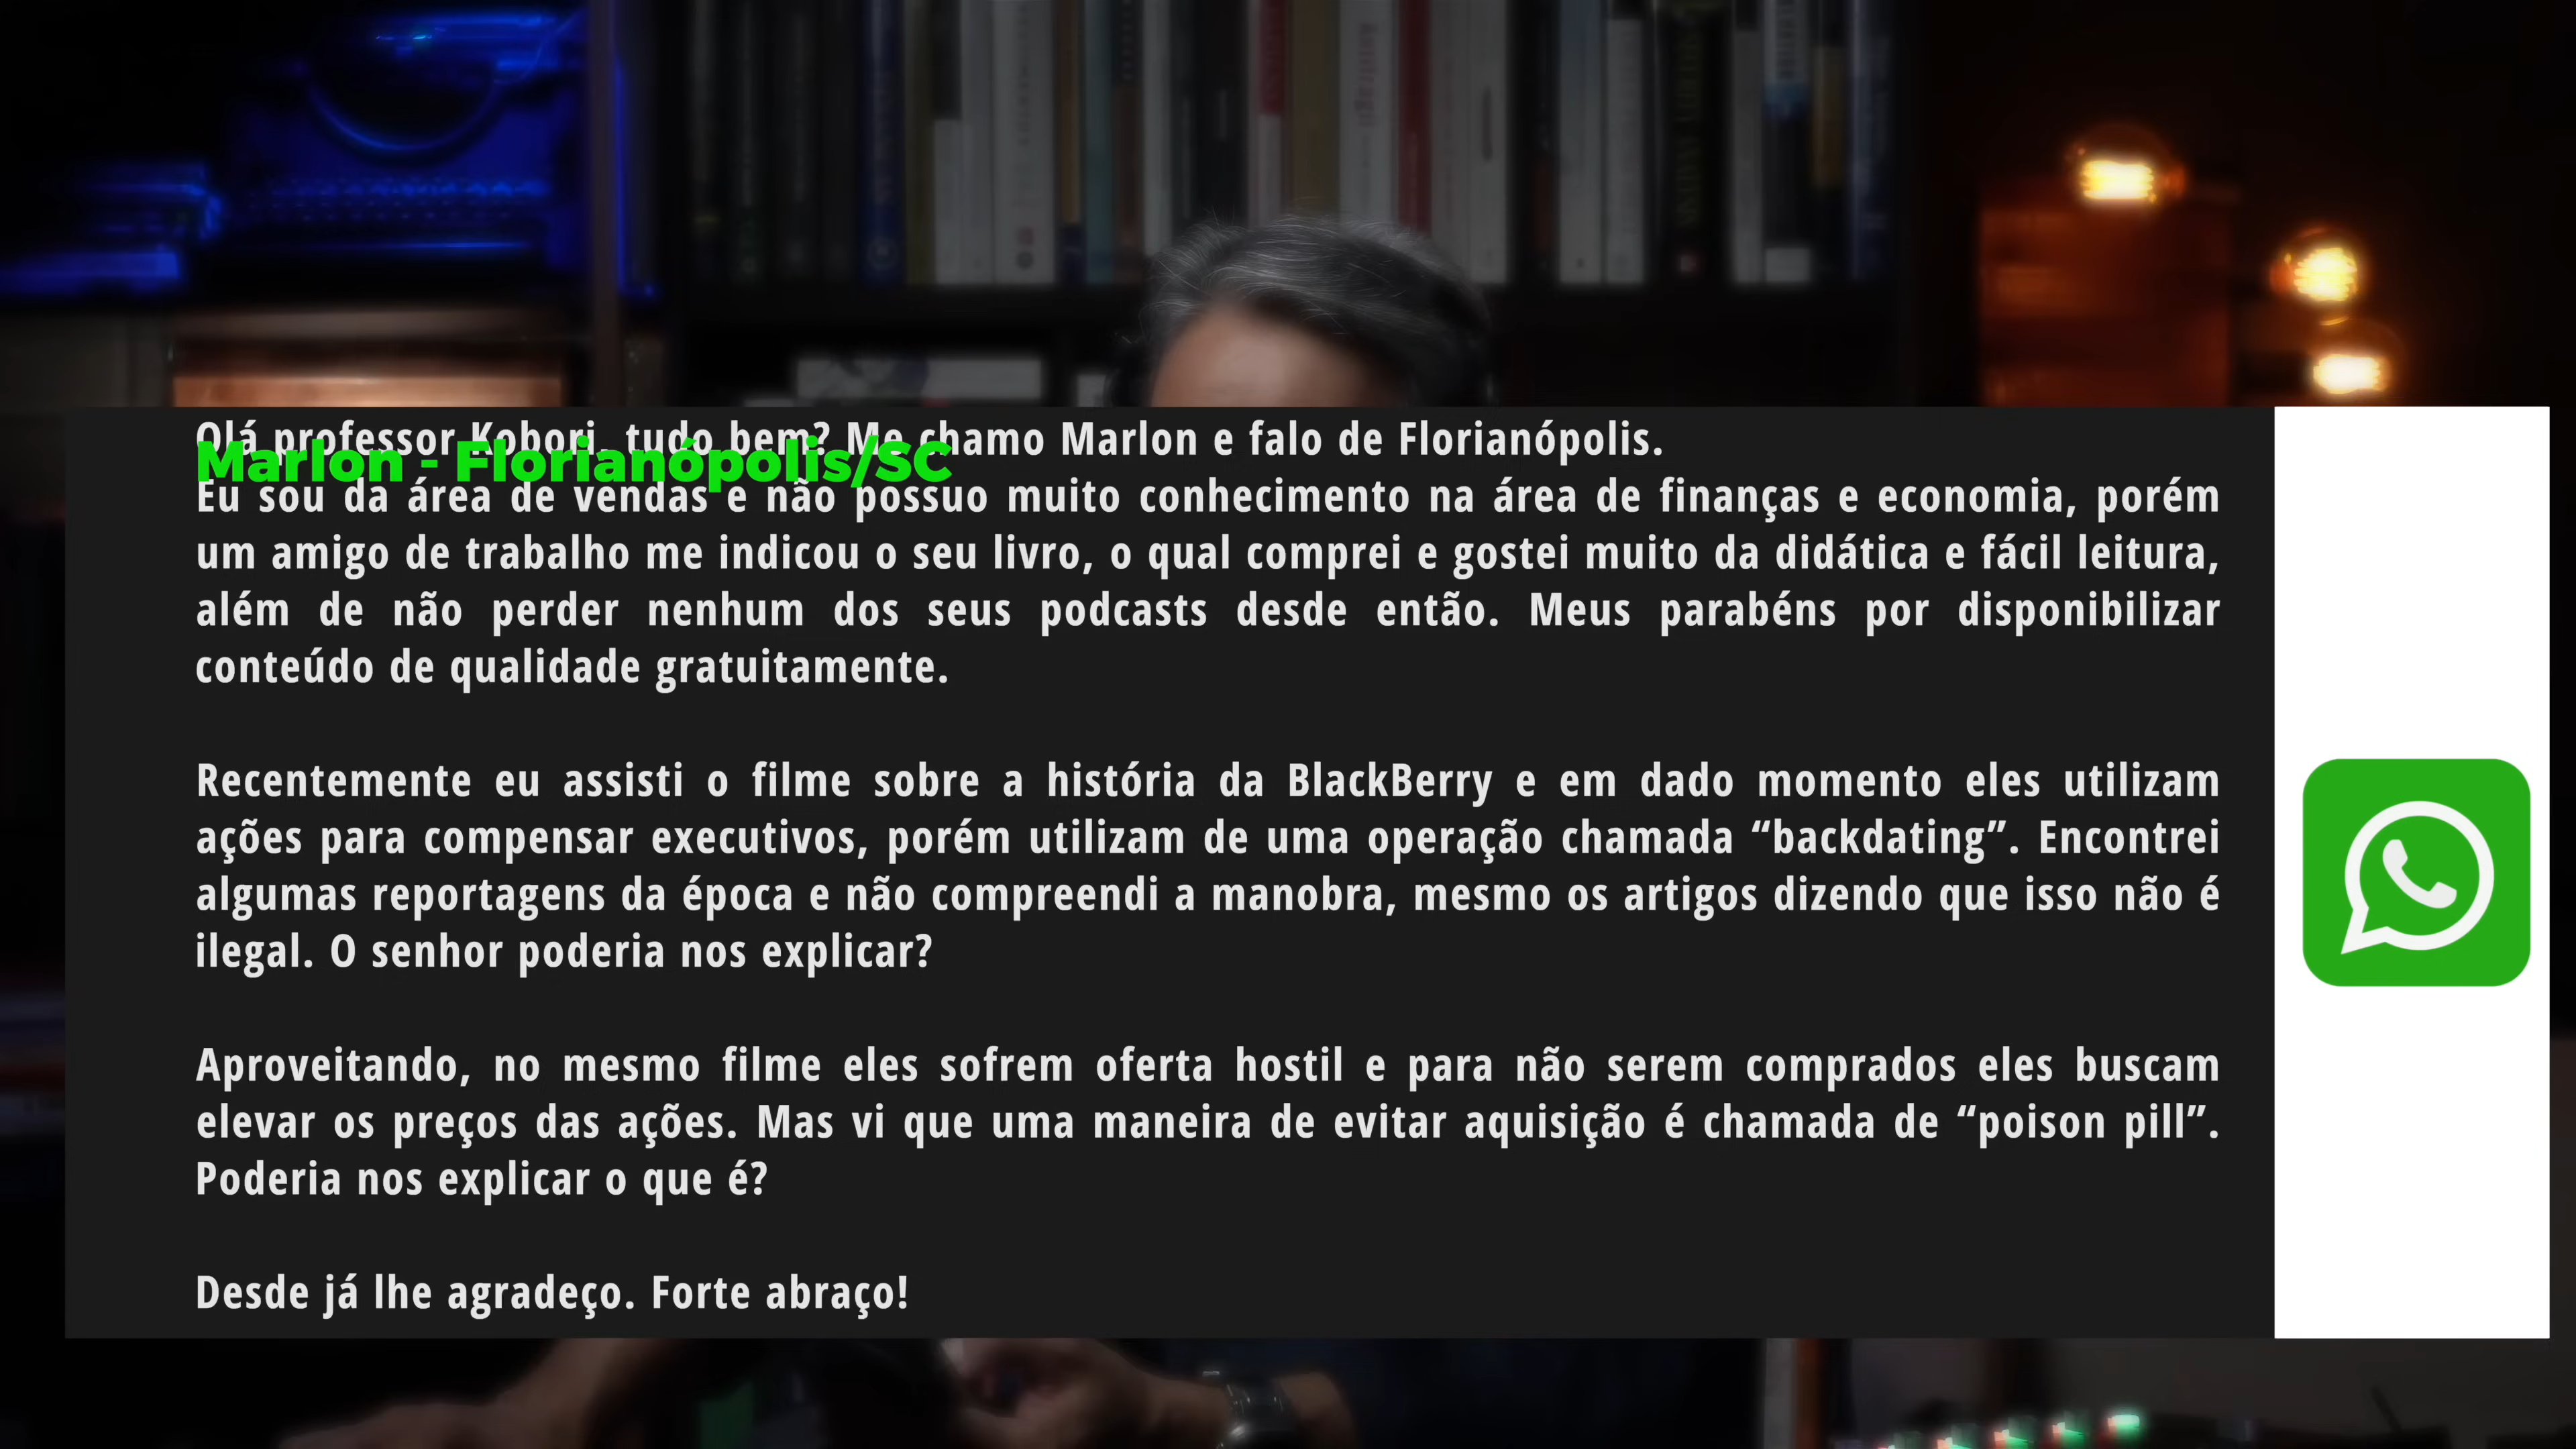 Olá professor Kobori, tudo bem? Me chamo Marlon e falo de Florianópolis.
Marlon - Florianópolis/SC
Eu sou da área de vendas e não possuo muito conhecimento na área de finanças e economia, porém
um amigo de trabalho me indicou o seu livro, o qual comprei e gostei muito da didática e fácil leitura,
além de não perder nenhum dos seus podcasts desde então. Meus parabéns por disponibilizar
conteúdo de qualidade gratuitamente.
Recentemente eu assisti o filme sobre a história da BlackBerry e em dado momento eles utilizam
ações para compensar executivos, porém utilizam de uma operação chamada “backdating”. Encontrei
algumas reportagens da época e não compreendi a manobra, mesmo os artigos dizendo que isso não é
ilegal. O senhor poderia nos explicar?
Aproveitando, no mesmo filme eles sofrem oferta hostil e para não serem comprados eles buscam
elevar os preços das ações. Mas vi que uma maneira de evitar aquisição é chamada de “poison pill”.
Poderia nos explicar o que é?
Desde já lhe agradeço. Forte abraço!